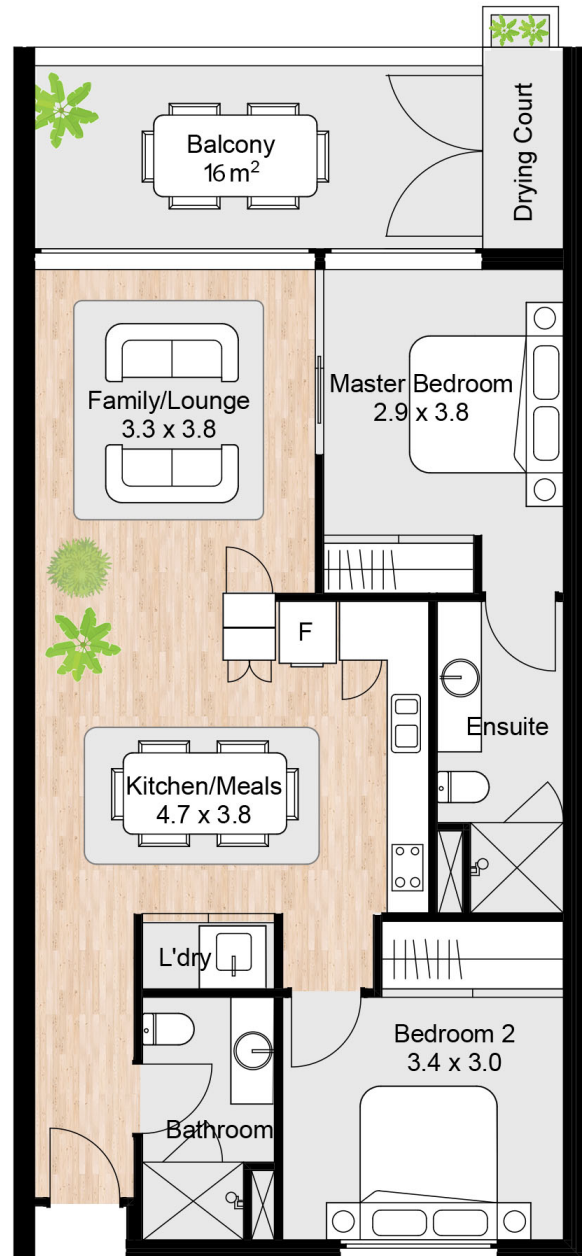 Balcony
16 m²
Drying Court
Family/Lounge
3.3 x 3.8
Master Bedroom
2.9 x 3.8
F
Ensuite
Kitchen/Meals
4.7 x 3.8
L'dry
Bedroom 2
3.4 x 3.0
Bathroom